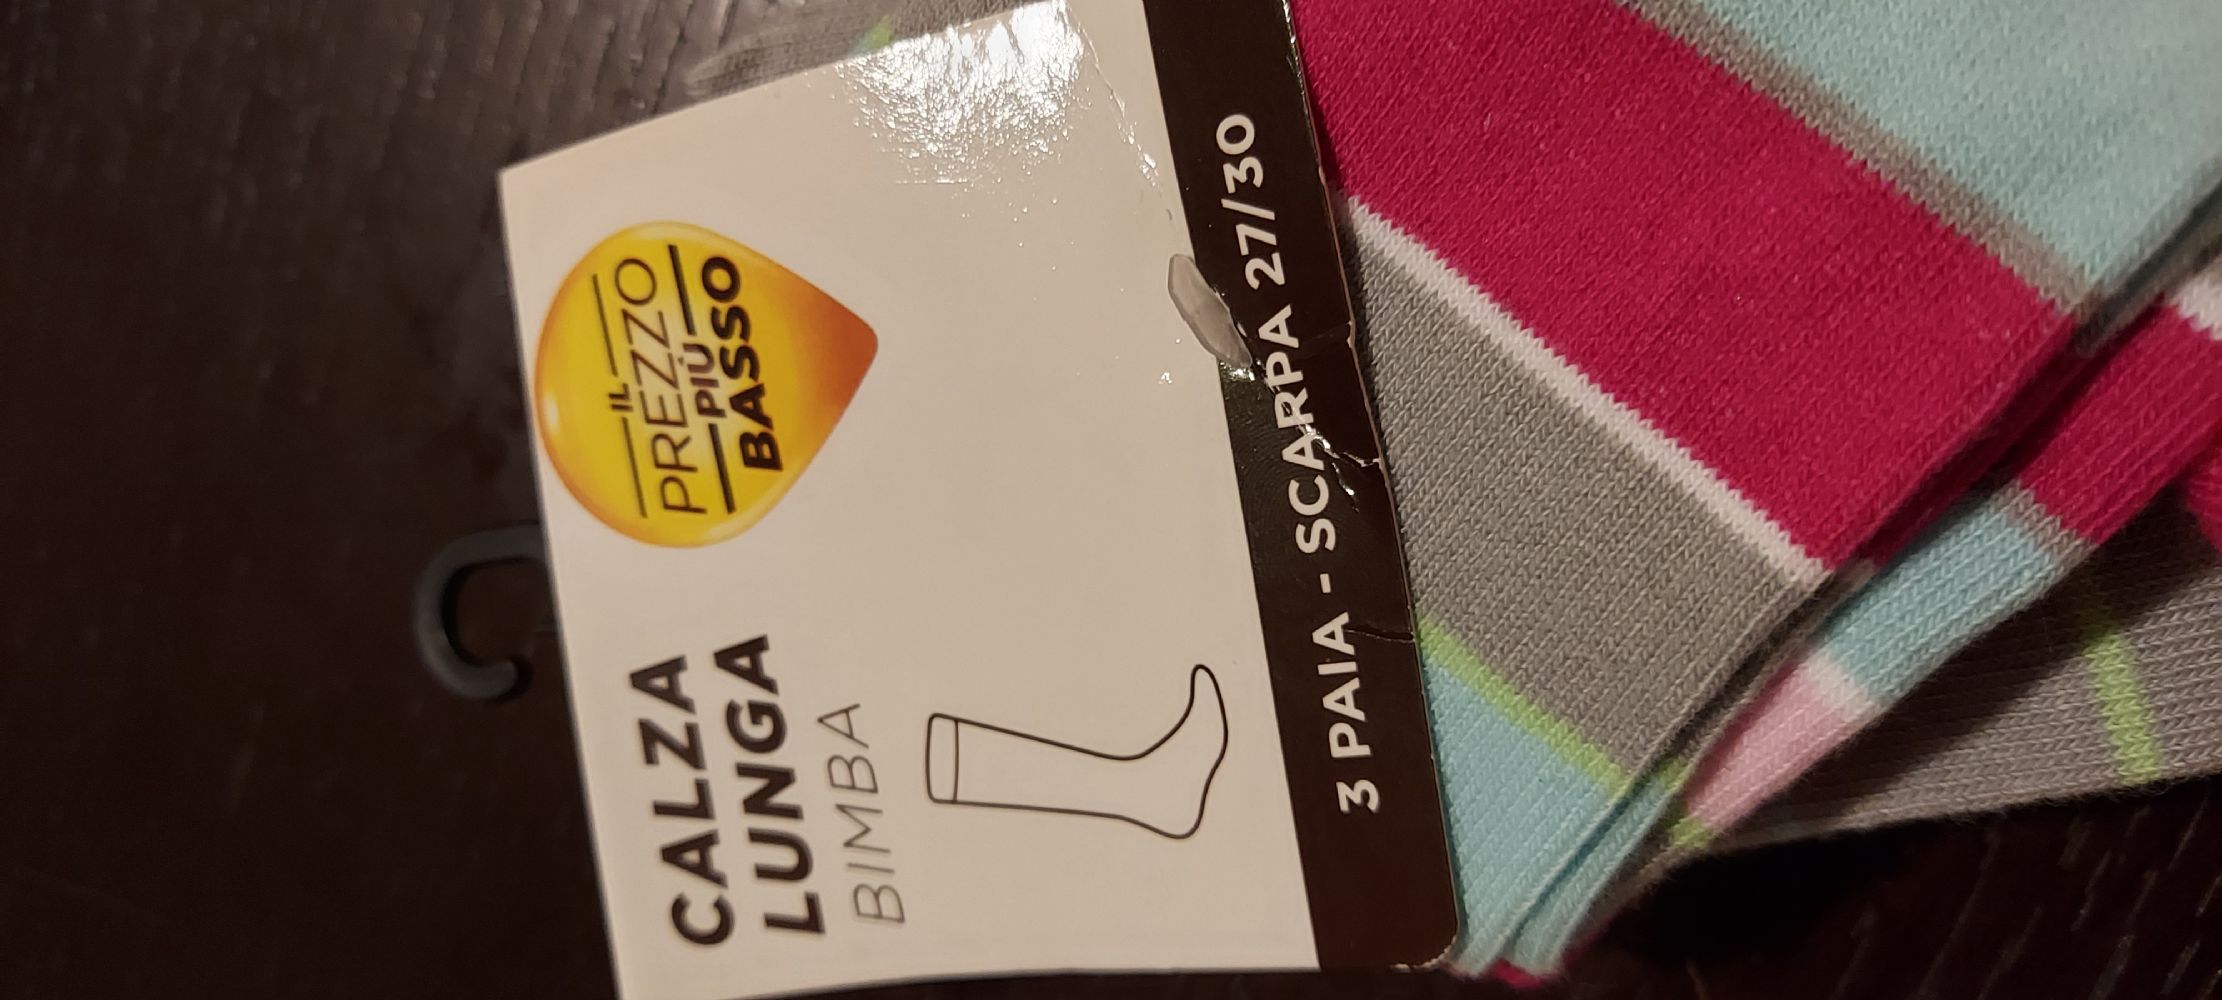 IL
PREZZO
PIÙ
BASSO
CALZA
LUNGA
BIMBA
3 PAIA - SCARPA 27/30